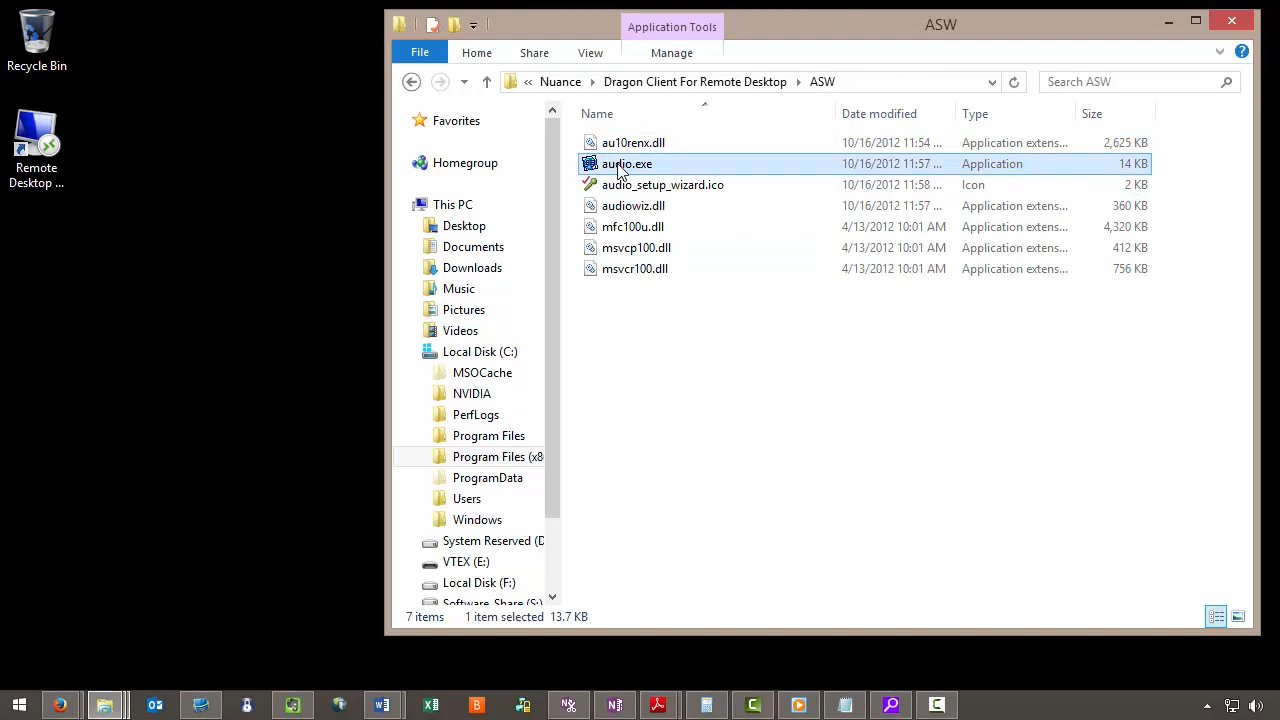 Recycle Bin
Remote
Desktop ...
Application Tools
ASW
File
Home
Share
View
Manage
« Nuance Dragon Client For Remote Desktop ASW
Search ASW
Name
Date modified
Type
Size
Favorites
Homegroup
This PC
Desktop
Documents
Downloads
Music
Pictures
Videos
Local Disk (C:)
MSOCache
NVIDIA
PerfLogs
Program Files
Program Files (x8
ProgramData
Users
Windows
System Reserved (D
VTEX (E:)
Local Disk (F:)
Software_Share (S:)
au10renx.dll 10/16/2012 11:54 ... Application extens... 2,625 KB
audio.exe 10/16/2012 11:57 ... Application 14 KB
audio_setup_wizard.ico 10/16/2012 11:58 ... Icon 2 KB
audiowiz.dll 10/16/2012 11:57 ... Application extens... 360 KB
mfc100u.dll 4/13/2012 10:01 AM Application extens... 4,320 KB
msvcp100.dll 4/13/2012 10:01 AM Application extens... 412 KB
msvcr100.dll 4/13/2012 10:01 AM Application extens... 756 KB
7 items 1 item selected 13.7 KB